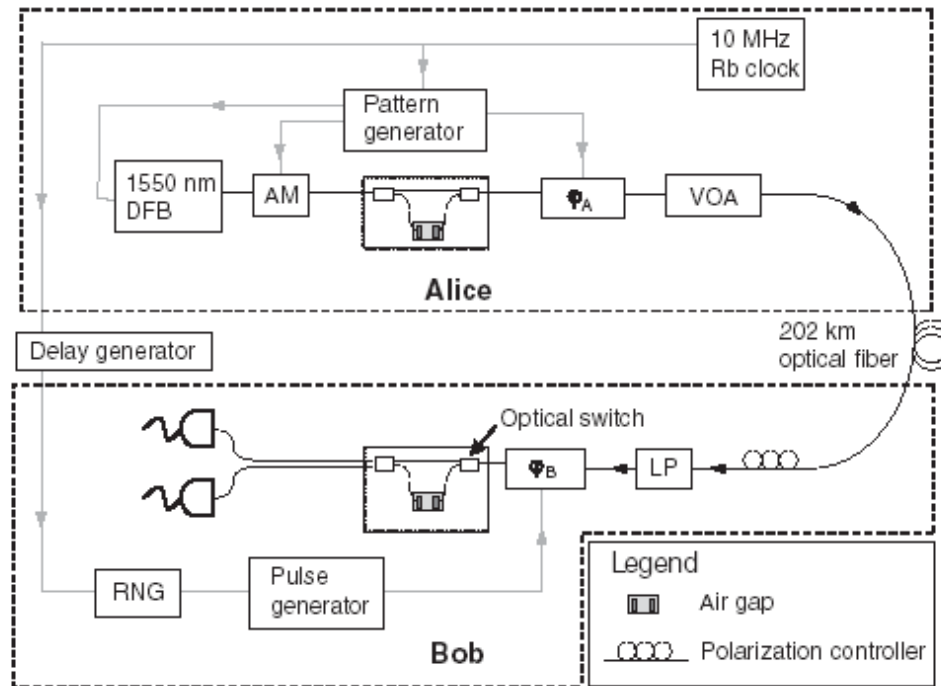 10 MHz
Rb clock
Pattern
generator
1550 nm
DFB
AM
φA
VOA
Alice
202 km
optical fiber
Delay generator
Optical switch
φB
LP
RNG
Pulse
generator
Bob
Legend
Air gap
Polarization controller